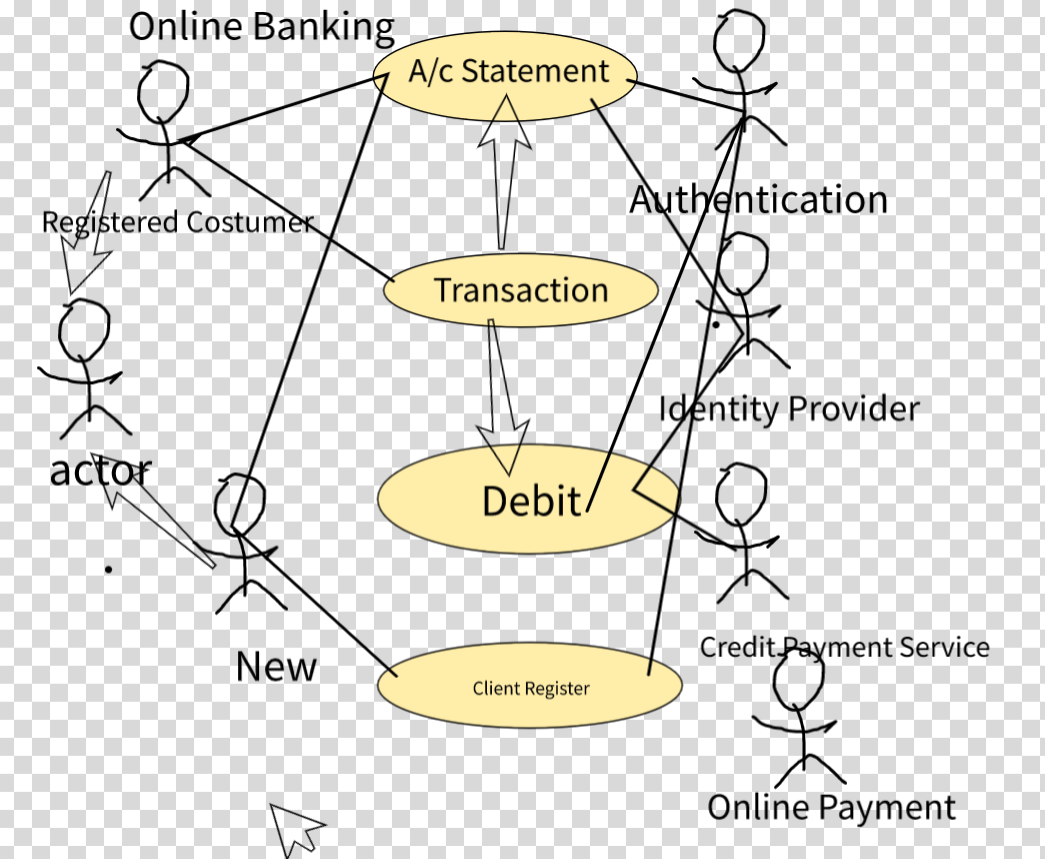 Online Banking
A/c Statement
Authentication
Registered Costumer
Transaction
Identity Provider
actor
Debit
New
Client Register
Credit Payment Service
Online Payment